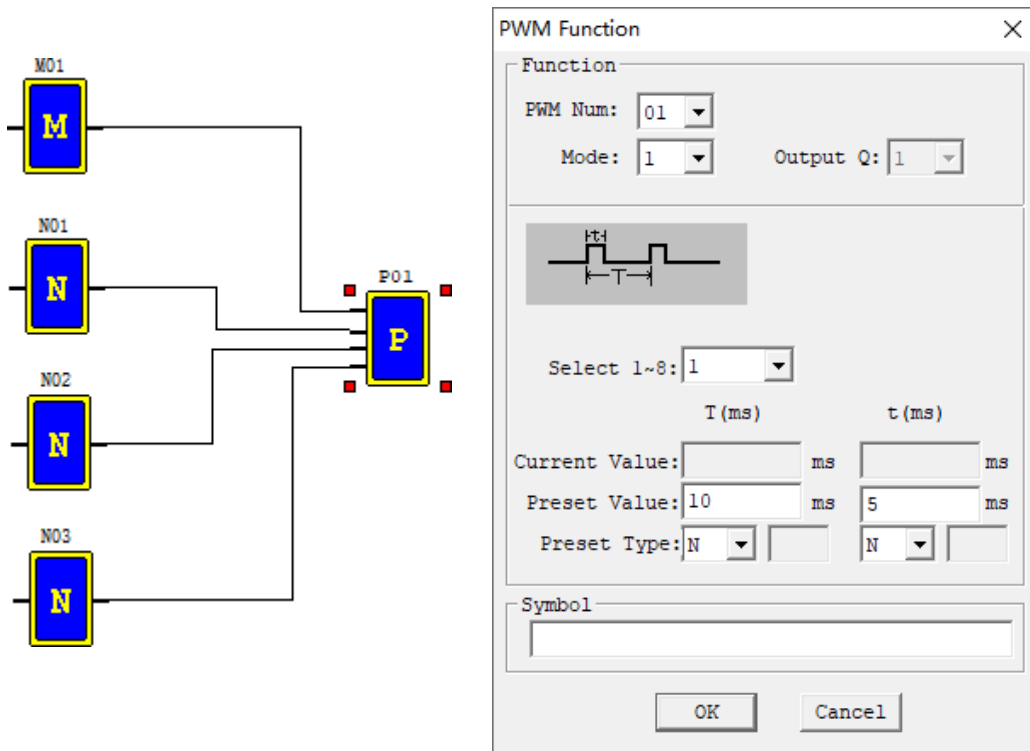 M01
M
N01
N
P01
P
N02
N
N03
N
PWM Function
Function
PWM Num: 01
Mode: 1 Output Q: 1
t
T
Select 1~8: 1
T(ms) t(ms)
Current Value: ms ms
Preset Value: 10 ms 5 ms
Preset Type: N N
Symbol
OK Cancel